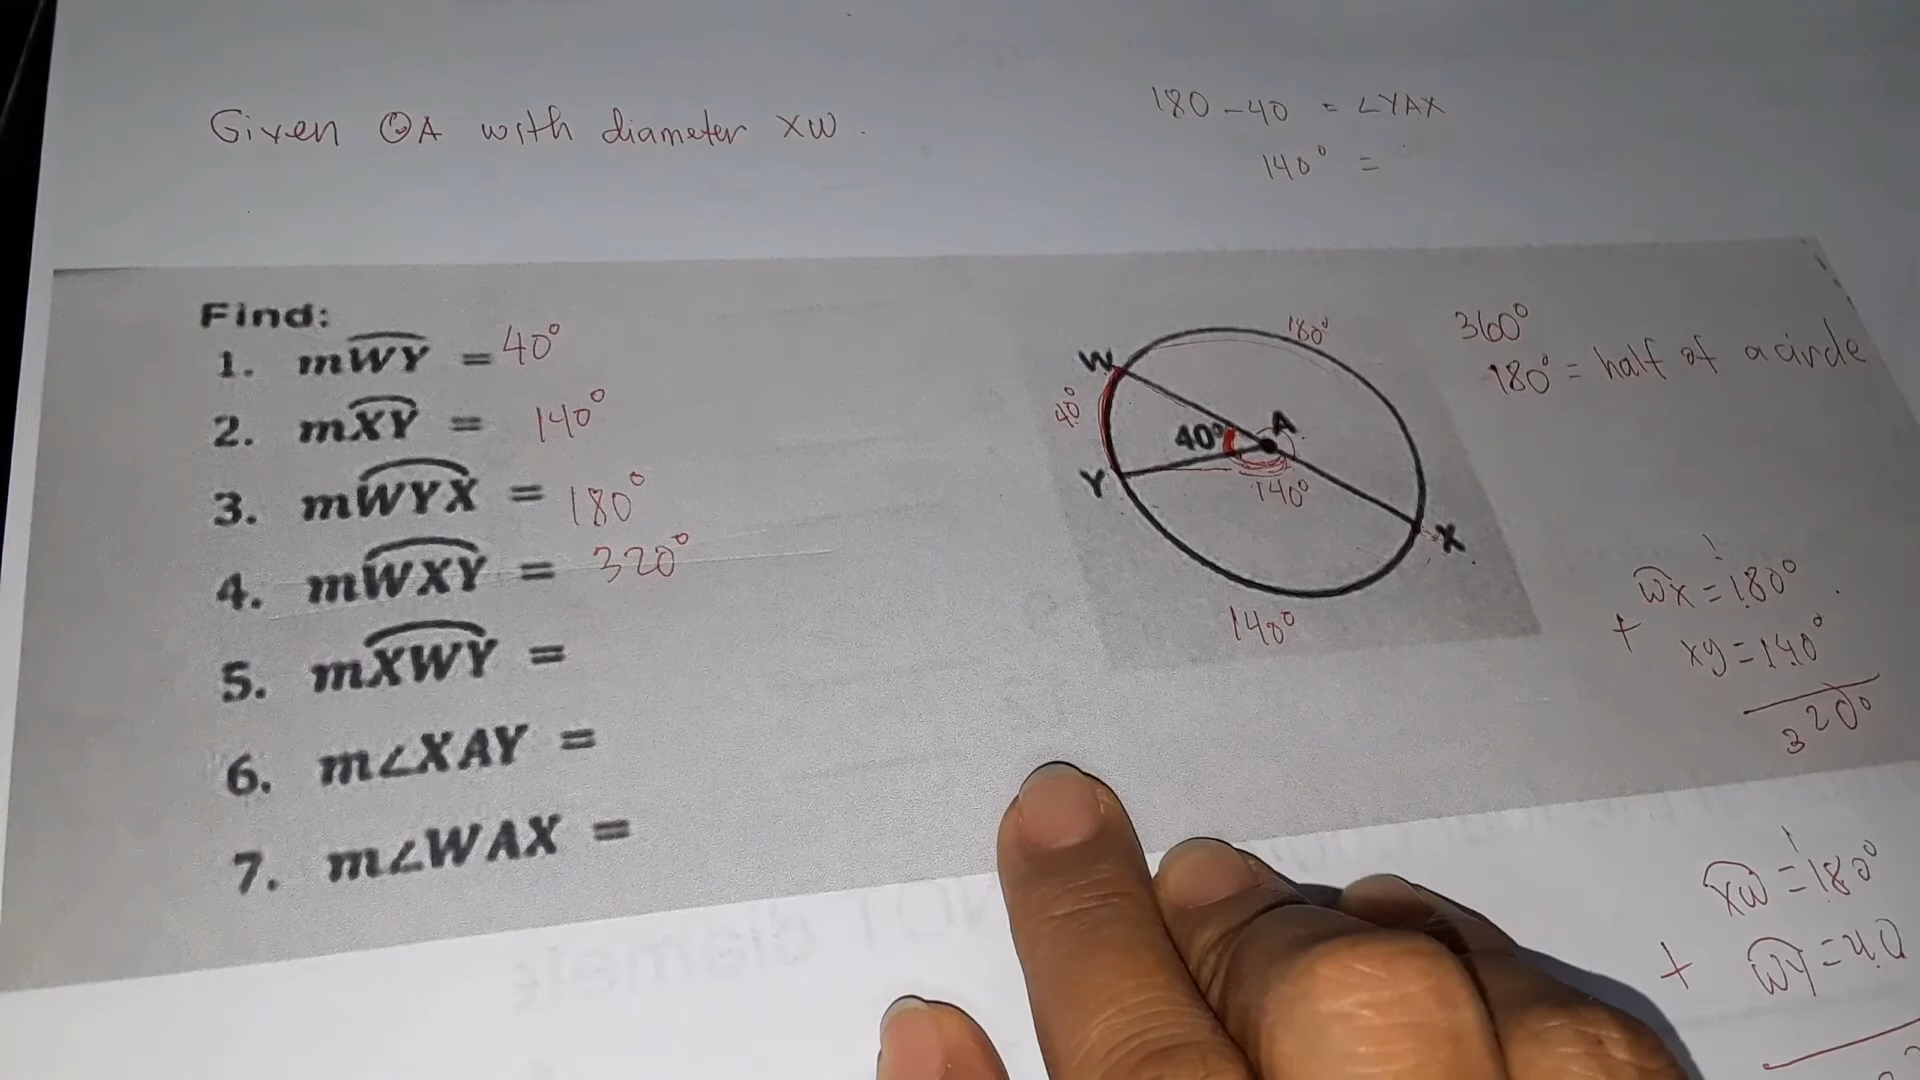 Given ⊙A with diameter XW.
180 - 40 = ∠YAX
140° =
Find:
1. mWY = 40°
2. mXY = 140°
3. mWYX = 180°
4. mWXY = 320°
5. mXWY =
6. m∠XAY =
7. m∠WAX =
W
180°
40°
A
40°
Y
140°
X
140°
360°
180° = half of a circle
WX = 180°
+ XY = 140°
320°
XW = 180°
+ WY = 40